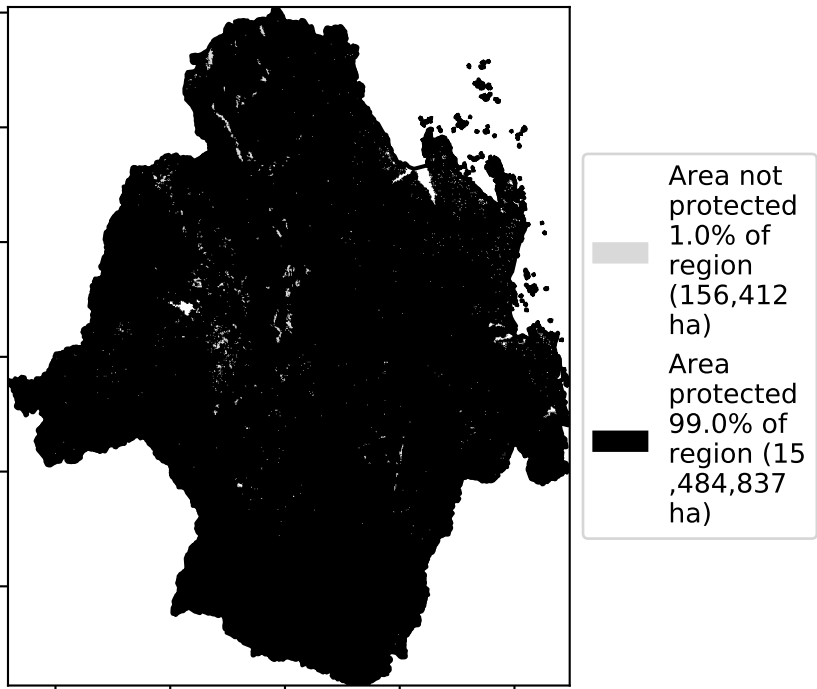 Area not
protected
1.0% of
region
(156,412
ha)
Area
protected
99.0% of
region (15
,484,837
ha)